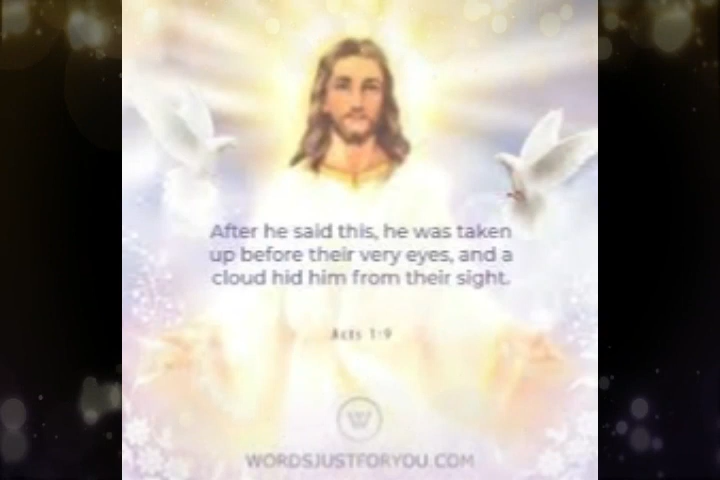 After he said this, he was taken
up before their very eyes, and a
cloud hid him from their sight.
Acts 1:9
W
WORDSJUSTFORYOU.COM